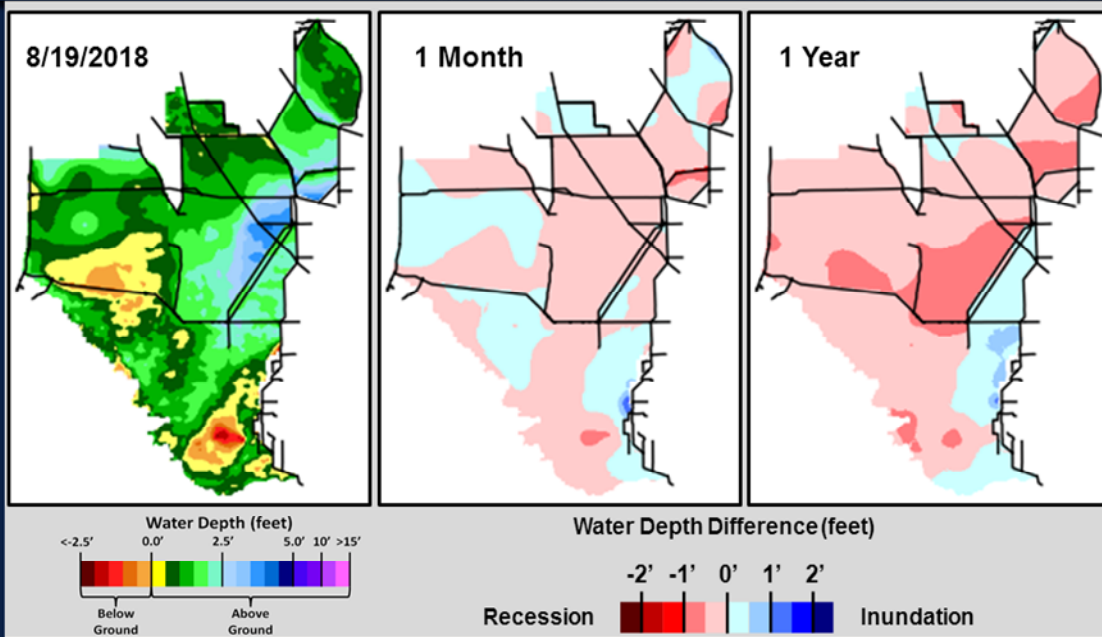 8/19/2018
1 Month
1 Year
Water Depth (feet)
<-2.5' 0.0' 2.5' 5.0' 10' >15'
Below
Ground
Above
Ground
Water Depth Difference (feet)
-2' -1' 0' 1' 2'
Recession
Inundation